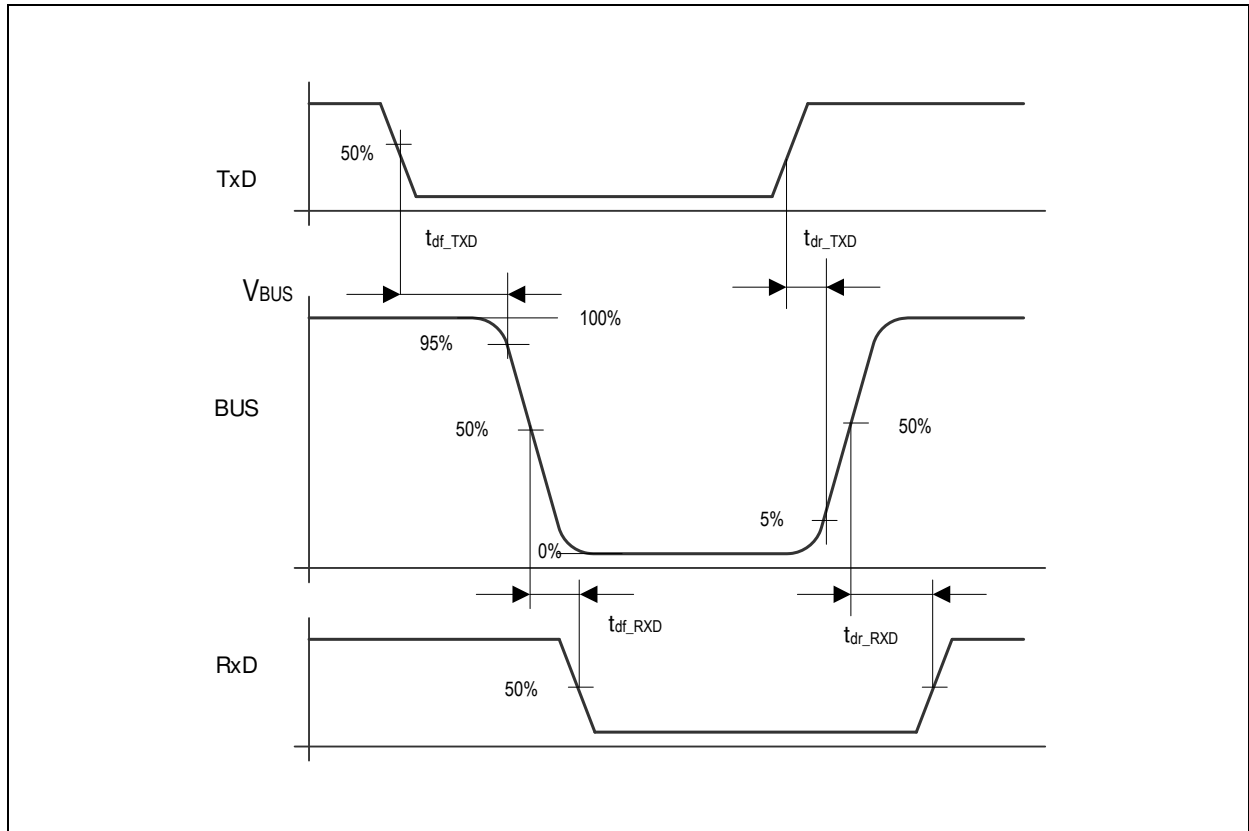 50%
TxD
tdf_TXD
tdr_TXD
VBUS
100%
95%
BUS
50%
50%
5%
0%
tdf_RXD
tdr_RXD
RxD
50%